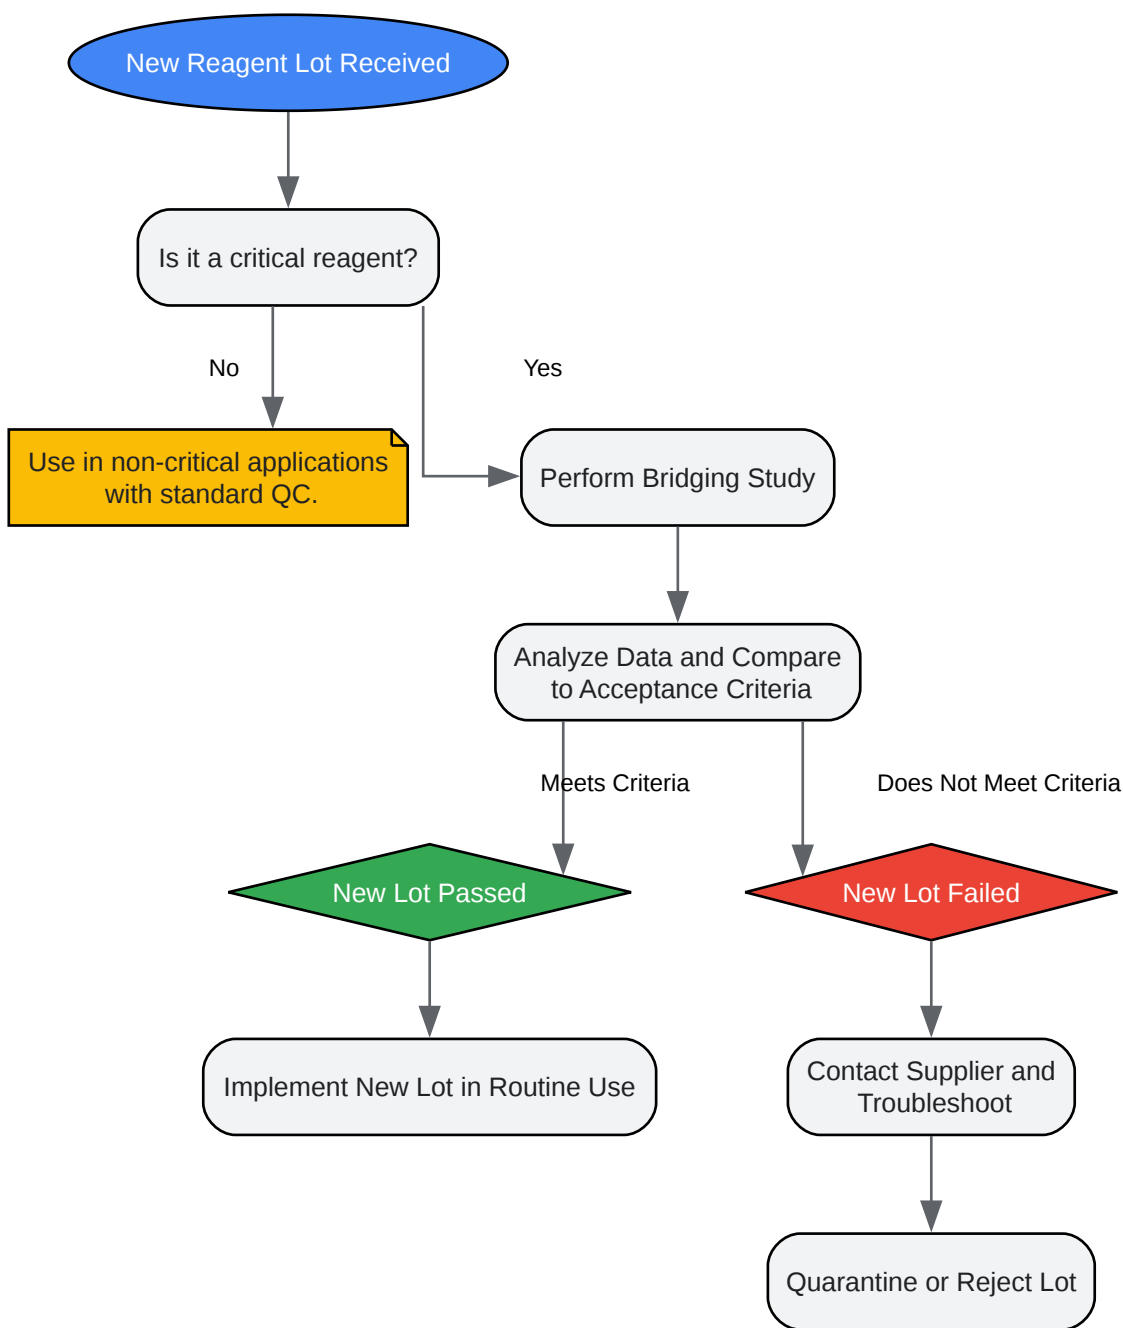 New Reagent Lot Received
Is it a critical reagent?
No
Yes
Use in non-critical applications
with standard QC.
Perform Bridging Study
Analyze Data and Compare
to Acceptance Criteria
Meets Criteria
Does Not Meet Criteria
New Lot Passed
New Lot Failed
Implement New Lot in Routine Use
Contact Supplier and
Troubleshoot
Quarantine or Reject Lot